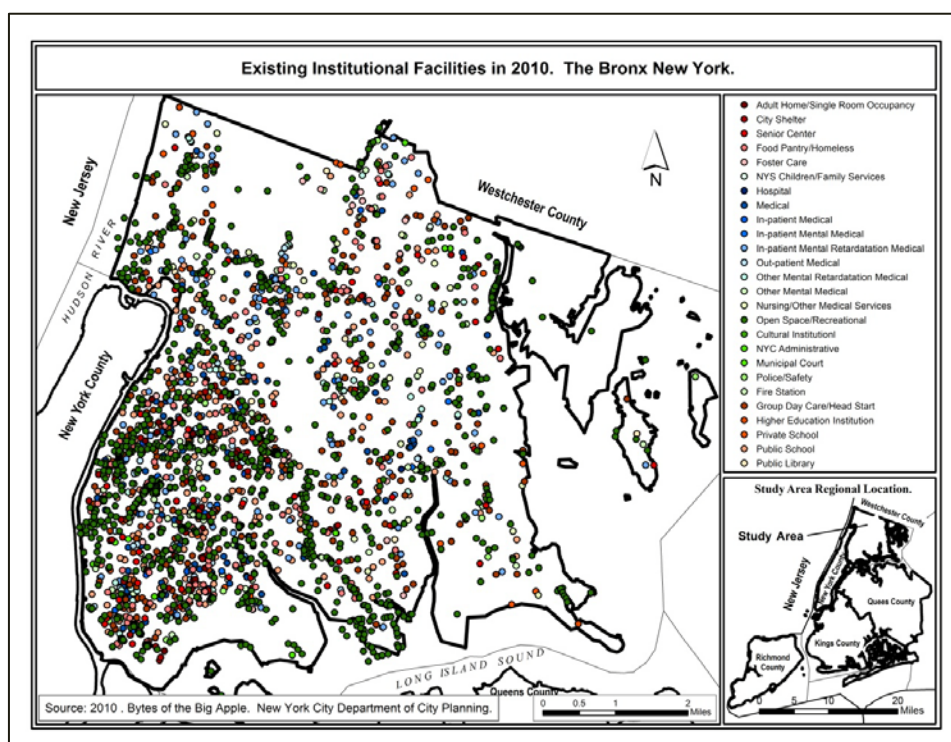 Existing Institutional Facilities in 2010. The Bronx New York.
New Jersey
HUDSON RIVER
New York County
Westchester County
N
LONG ISLAND SOUND
Queens County
Source: 2010 . Bytes of the Big Apple. New York City Department of City Planning.
0 0.5 1 2
Miles
Adult Home/Single Room Occupancy
City Shelter
Senior Center
Food Pantry/Homeless
Foster Care
NYS Children/Family Services
Hospital
Medical
In-patient Medical
In-patient Mental Medical
In-patient Mental Retardatation Medical
Out-patient Medical
Other Mental Retardatation Medical
Other Mental Medical
Nursing/Other Medical Services
Open Space/Recreational
Cultural Institutionl
NYC Administrative
Municipal Court
Police/Safety
Fire Station
Group Day Care/Head Start
Higher Education Institution
Private School
Public School
Public Library
Study Area Regional Location.
Westchester County
Study Area
New Jersey
New York County
Quees County
Kings County
Richmond
County
0 5 10 20
Miles